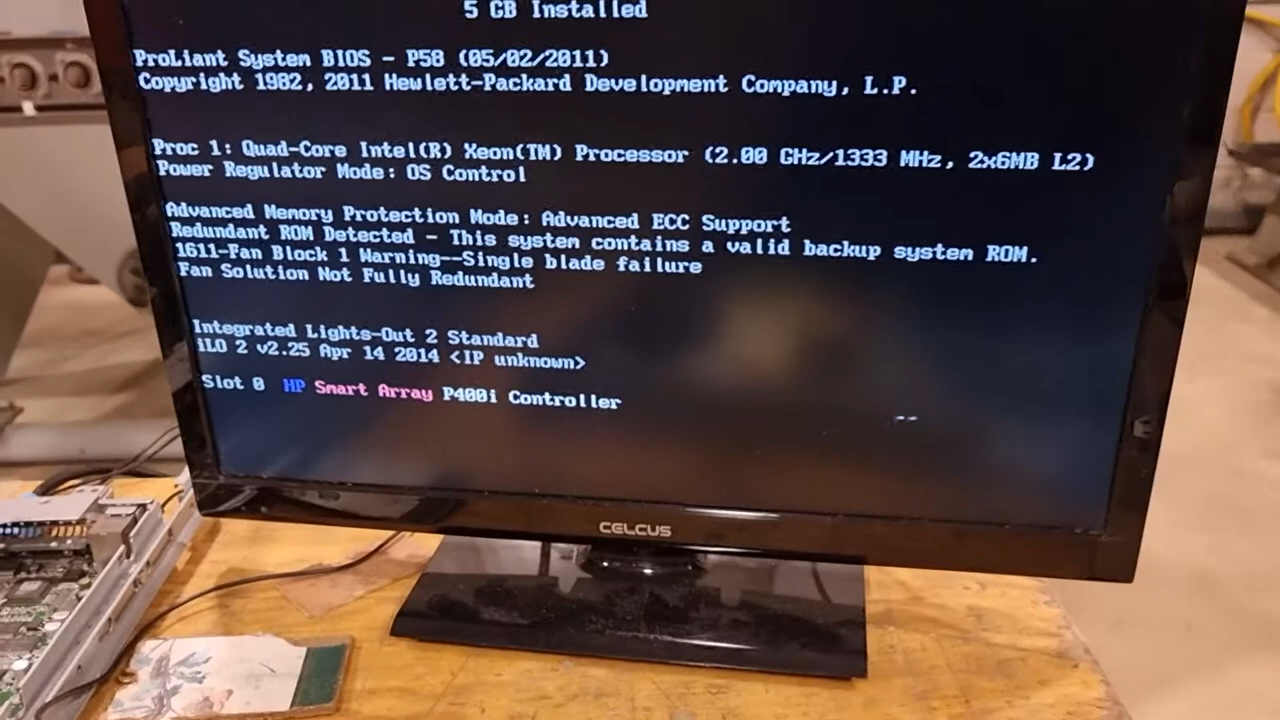 5 GB Installed
ProLiant System BIOS - P58 (05/02/2011)
Copyright 1982, 2011 Hewlett-Packard Development Company, L.P.
Proc 1: Quad-Core Intel(R) Xeon(TM) Processor (2.00 GHz/1333 MHz, 2x6MB L2)
Power Regulator Mode: OS Control
Advanced Memory Protection Mode: Advanced ECC Support
Redundant ROM Detected - This system contains a valid backup system ROM.
1611-Fan Block 1 Warning--Single blade failure
Fan Solution Not Fully Redundant
Integrated Lights-Out 2 Standard
iLO 2 v2.25 Apr 14 2014 <IP unknown>
Slot 0 HP Smart Array P400i Controller
CELCUS